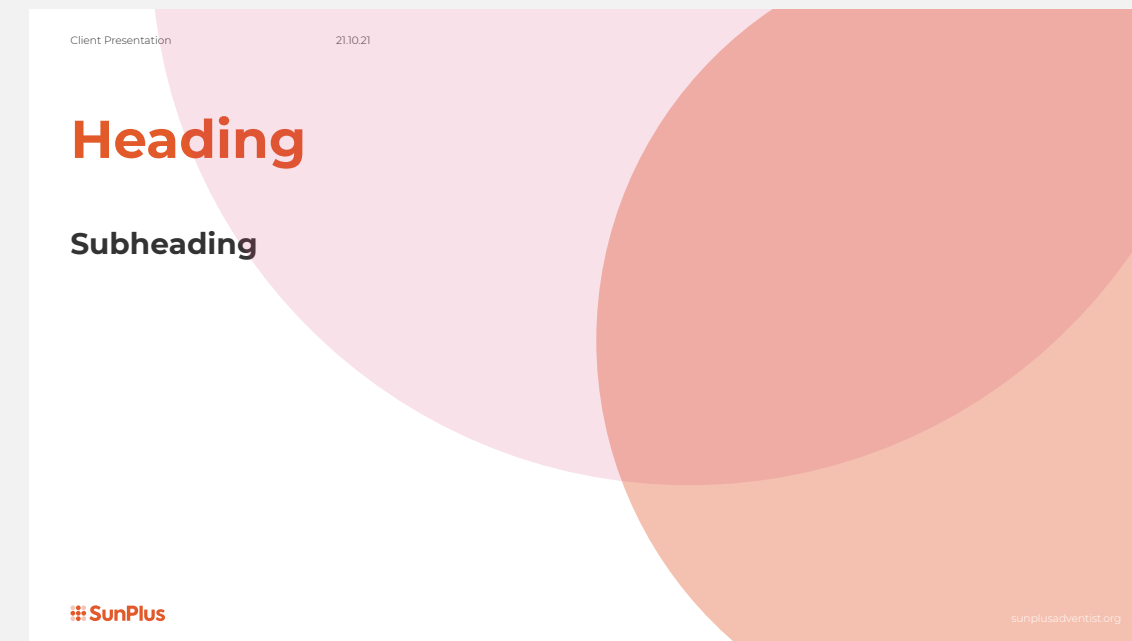 Client Presentation 21.10.21
Heading
Subheading
SunPlus
sunplusadventist.org